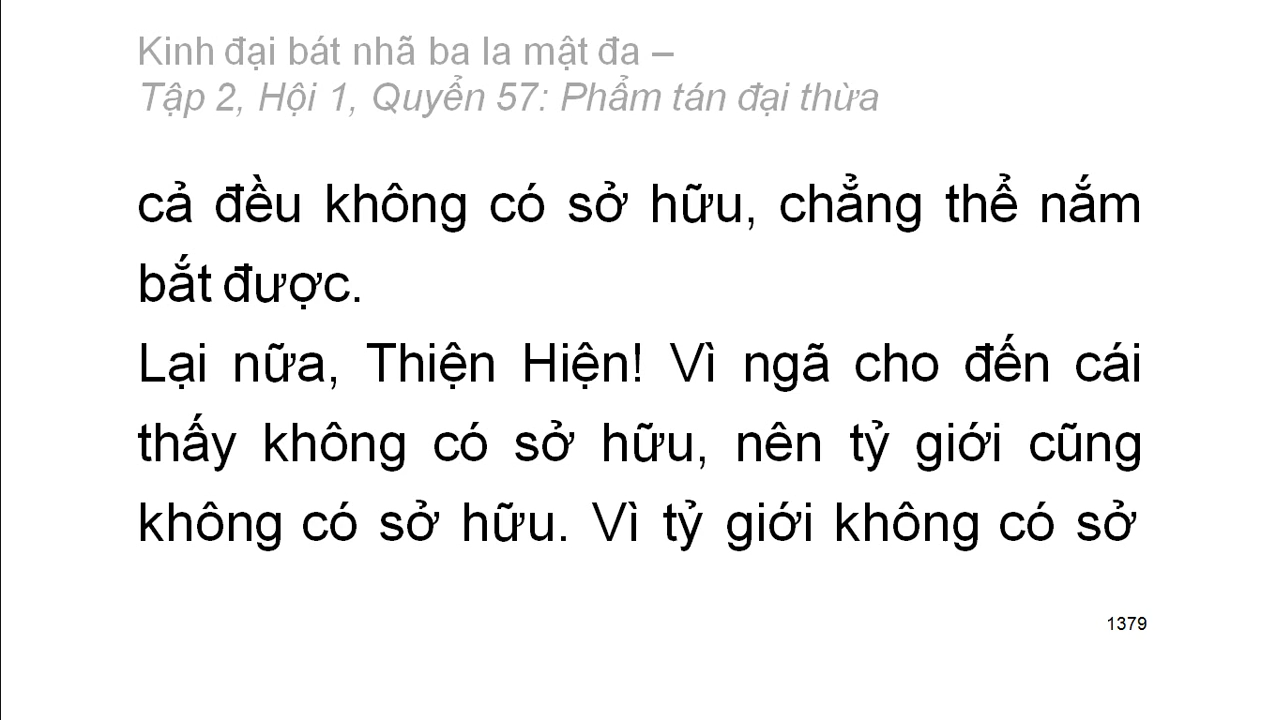 Kinh đại bát nhã ba la mật đa –
Tập 2, Hội 1, Quyển 57: Phẩm tán đại thừa
cả đều không có sở hữu, chẳng thể nắm
bắt được.
Lại nữa, Thiện Hiện! Vì ngã cho đến cái
thấy không có sở hữu, nên tỷ giới cũng
không có sở hữu. Vì tỷ giới không có sở
1379